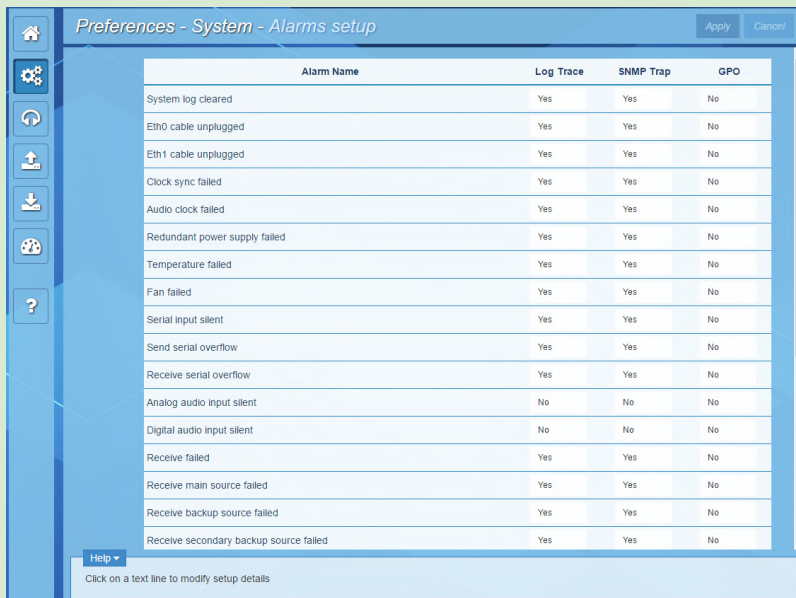 Preferences - System - Alarms setup
Apply Cancel
Alarm Name Log Trace SNMP Trap GPO
System log cleared Yes Yes No
Eth0 cable unplugged Yes Yes No
Eth1 cable unplugged Yes Yes No
Clock sync failed Yes Yes No
Audio clock failed Yes Yes No
Redundant power supply failed Yes Yes No
Temperature failed Yes Yes No
Fan failed Yes Yes No
Serial input silent Yes Yes No
Send serial overflow Yes Yes No
Receive serial overflow Yes Yes No
Analog audio input silent No No No
Digital audio input silent No No No
Receive failed Yes Yes No
Receive main source failed Yes Yes No
Receive backup source failed Yes Yes No
Receive secondary backup source failed Yes Yes No
?
Help
Click on a text line to modify setup details